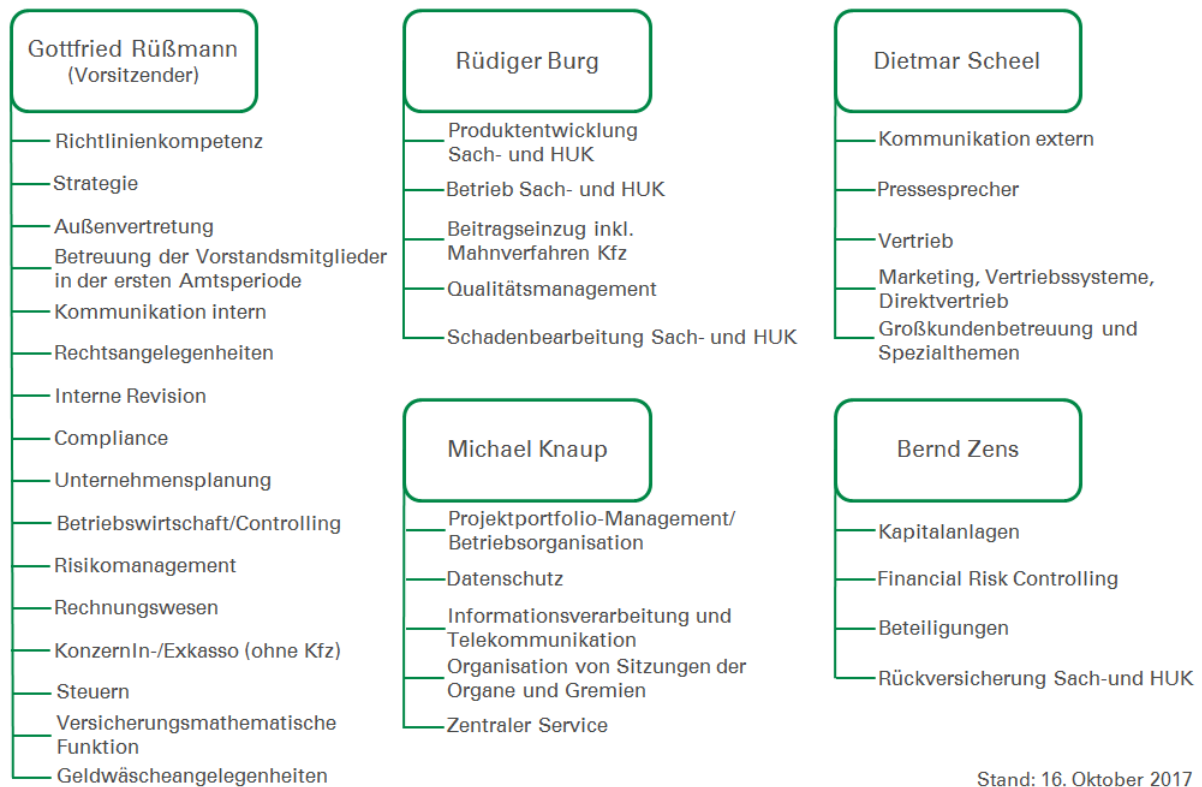 Gottfried Rüßmann
(Vorsitzender)
Richtlinienkompetenz
Strategie
Außenvertretung
Betreuung der Vorstandsmitglieder
in der ersten Amtsperiode
Kommunikation intern
Rechtsangelegenheiten
Interne Revision
Compliance
Unternehmensplanung
Betriebswirtschaft/Controlling
Risikomanagement
Rechnungswesen
KonzernIn-/Exkasso (ohne Kfz)
Steuern
Versicherungsmathematische
Funktion
Geldwäscheangelegenheiten
Rüdiger Burg
Produktentwicklung
Sach- und HUK
Betrieb Sach- und HUK
Beitragseinzug inkl.
Mahnverfahren Kfz
Qualitätsmanagement
Schadenbearbeitung Sach- und HUK
Dietmar Scheel
Kommunikation extern
Pressesprecher
Vertrieb
Marketing, Vertriebssysteme,
Direktvertrieb
Großkundenbetreuung und
Spezialthemen
Michael Knaup
Projektportfolio-Management/
Betriebsorganisation
Datenschutz
Informationsverarbeitung und
Telekommunikation
Organisation von Sitzungen der
Organe und Gremien
Zentraler Service
Bernd Zens
Kapitalanlagen
Financial Risk Controlling
Beteiligungen
Rückversicherung Sach-und HUK
Stand: 16. Oktober 2017